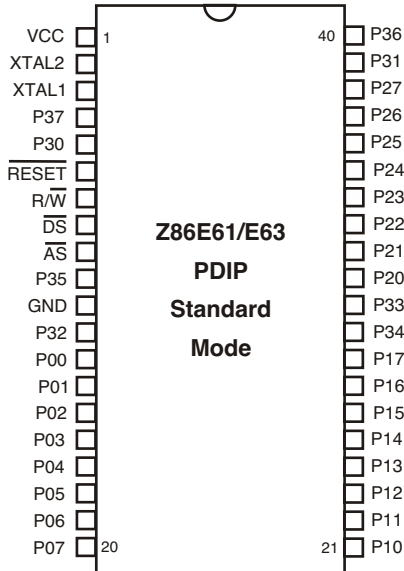 VCC 1 40 P36
XTAL2 P31
XTAL1 P27
P37 P26
P30 P25
RESET P24
R/W P23
DS P22
AS P21
P35 P20
GND P33
P32 P34
P00 P17
P01 P16
P02 P15
P03 P14
P04 P13
P05 P12
P06 P11
P07 20 21 P10
Z86E61/E63
PDIP
Standard
Mode